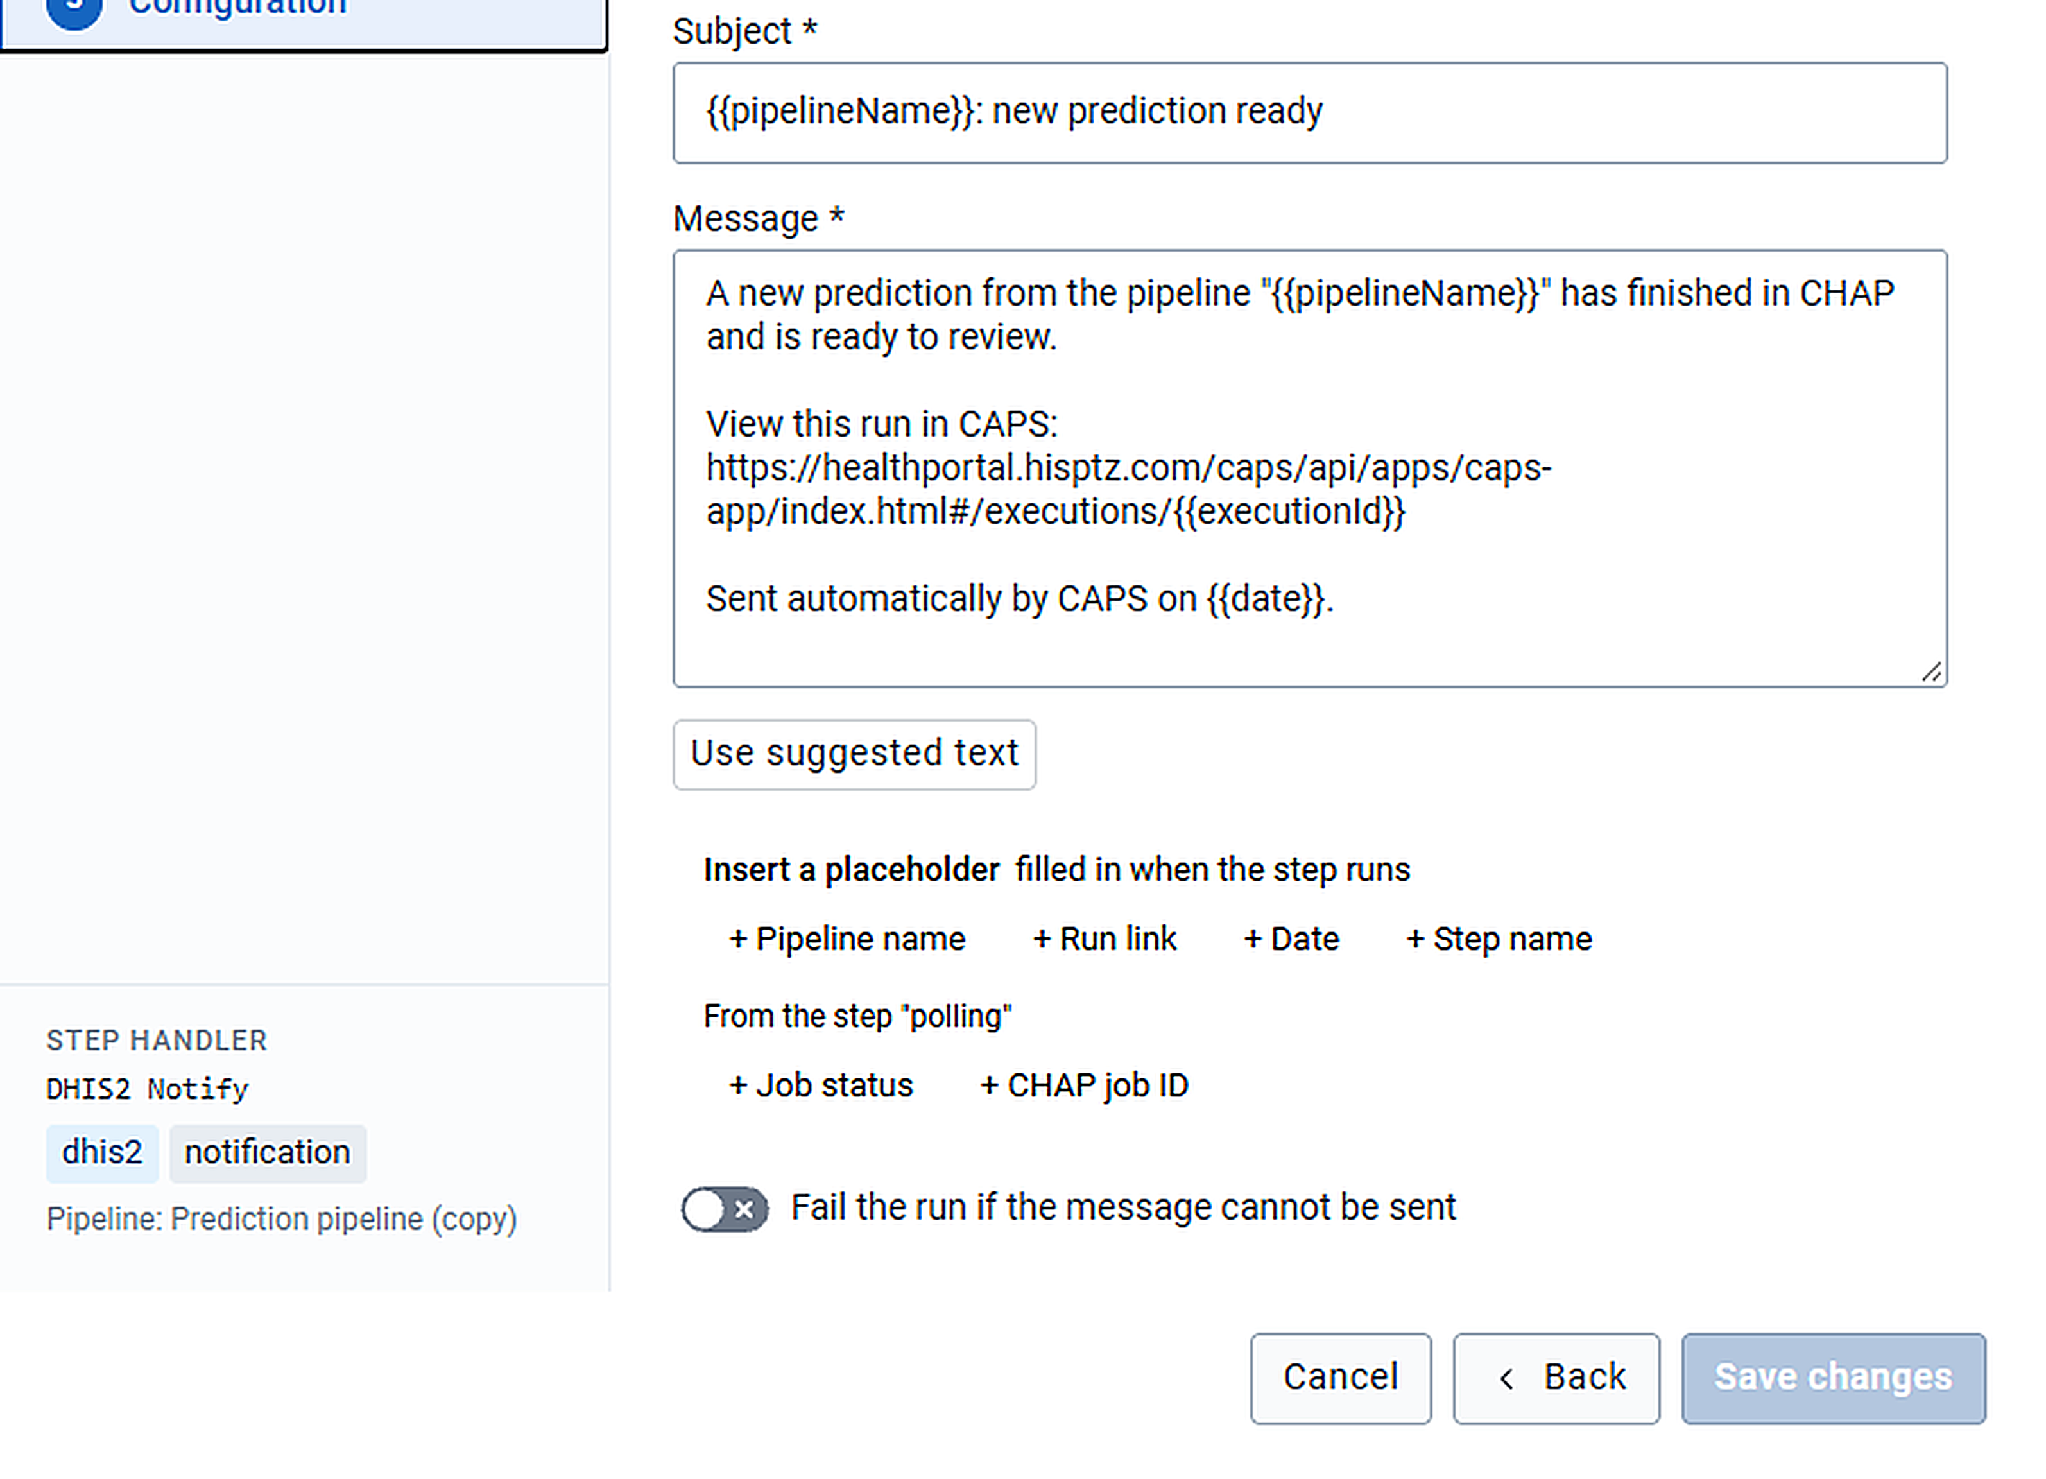 Configuration
Subject *
{{pipelineName}}: new prediction ready
Message *
A new prediction from the pipeline "{{pipelineName}}" has finished in CHAP
and is ready to review.
View this run in CAPS:
https://healthportal.hisptz.com/caps/api/apps/caps-
app/index.html#/executions/{{executionId}}
Sent automatically by CAPS on {{date}}.
Use suggested text
Insert a placeholder filled in when the step runs
+ Pipeline name + Run link + Date + Step name
From the step "polling"
+ Job status + CHAP job ID
Fail the run if the message cannot be sent
STEP HANDLER
DHIS2 Notify
dhis2 notification
Pipeline: Prediction pipeline (copy)
Cancel
Back
Save changes